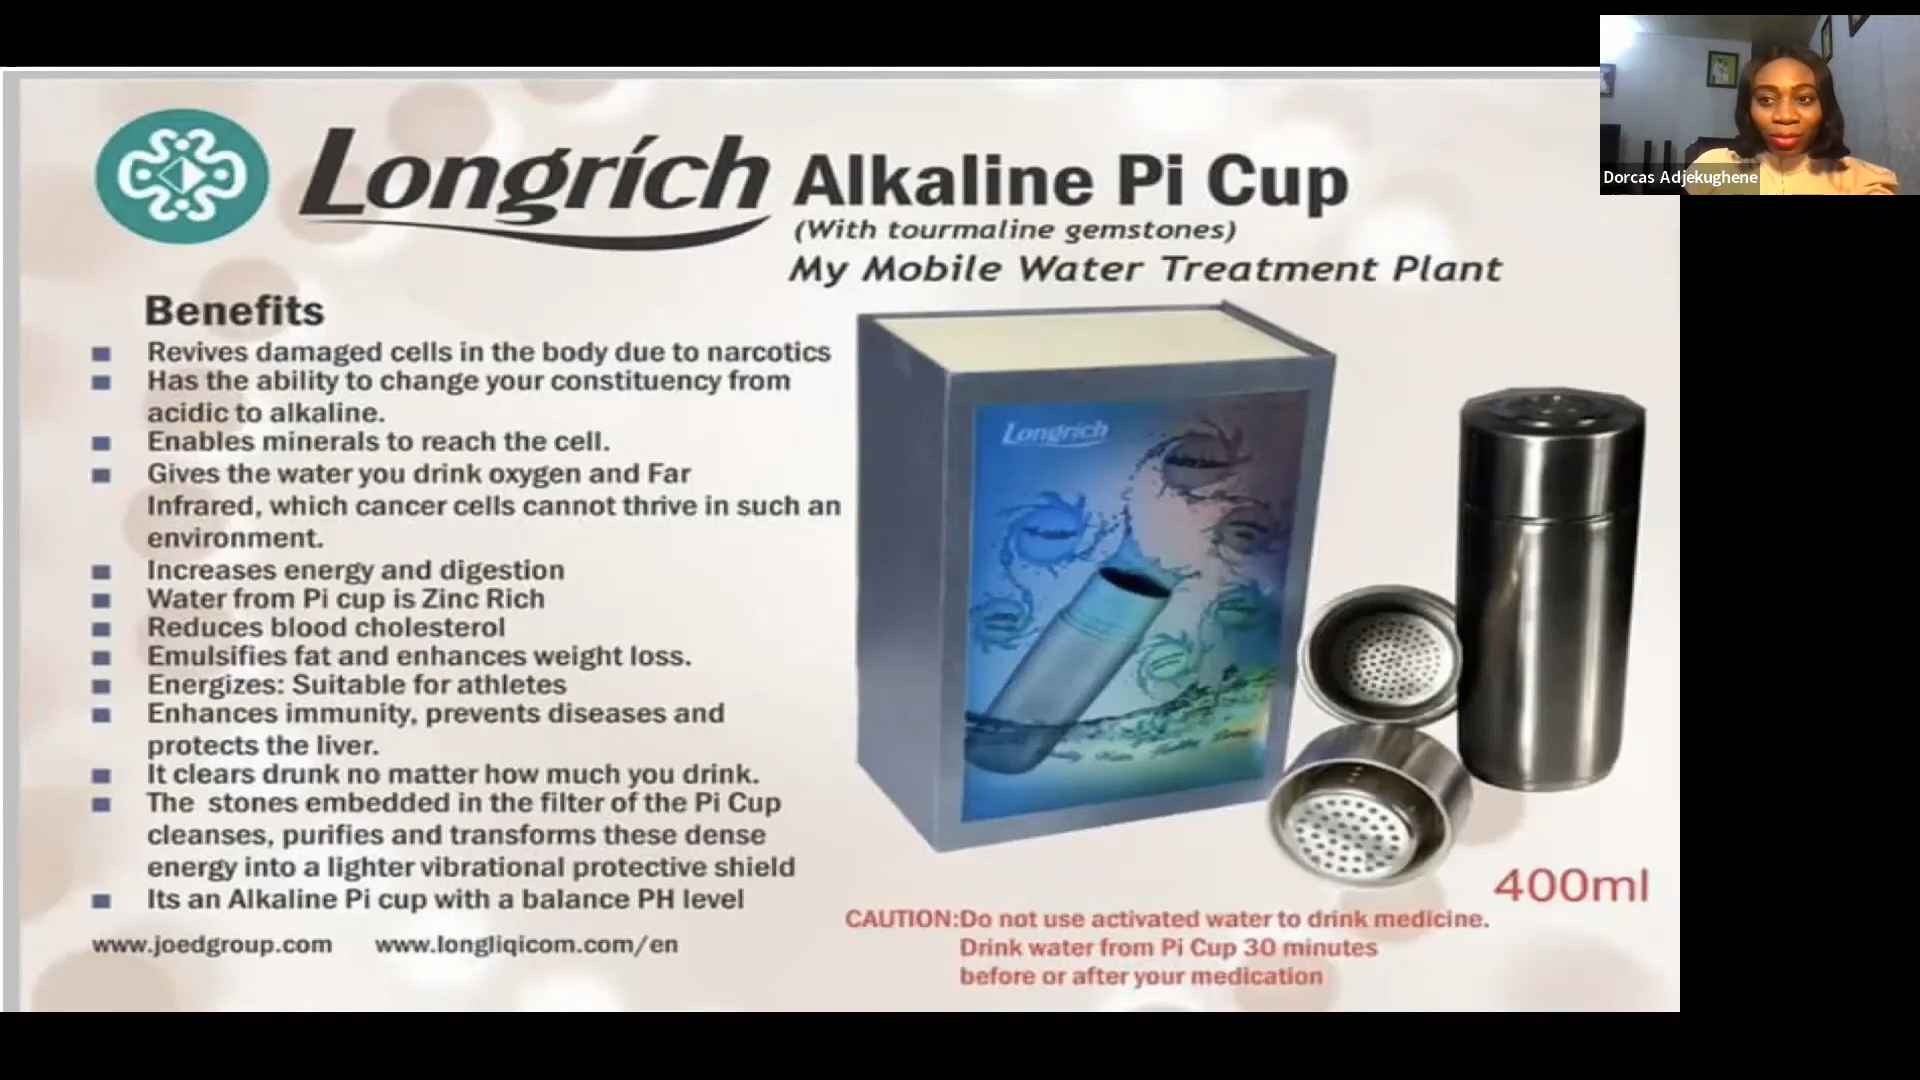 Dorcas Adjekughene
Longrích Alkaline Pi Cup
(With tourmaline gemstones)
My Mobile Water Treatment Plant
Benefits
Revives damaged cells in the body due to narcotics
Has the ability to change your constituency from
acidic to alkaline.
Enables minerals to reach the cell.
Gives the water you drink oxygen and Far
Infrared, which cancer cells cannot thrive in such an
environment.
Increases energy and digestion
Water from Pi cup is Zinc Rich
Reduces blood cholesterol
Emulsifies fat and enhances weight loss.
Energizes: Suitable for athletes
Enhances immunity, prevents diseases and
protects the liver.
It clears drunk no matter how much you drink.
The stones embedded in the filter of the Pi Cup
cleanses, purifies and transforms these dense
energy into a lighter vibrational protective shield
Its an Alkaline Pi cup with a balance PH level
www.joedgroup.com www.longliqicom.com/en
Longrich
400ml
CAUTION:Do not use activated water to drink medicine.
Drink water from Pi Cup 30 minutes
before or after your medication